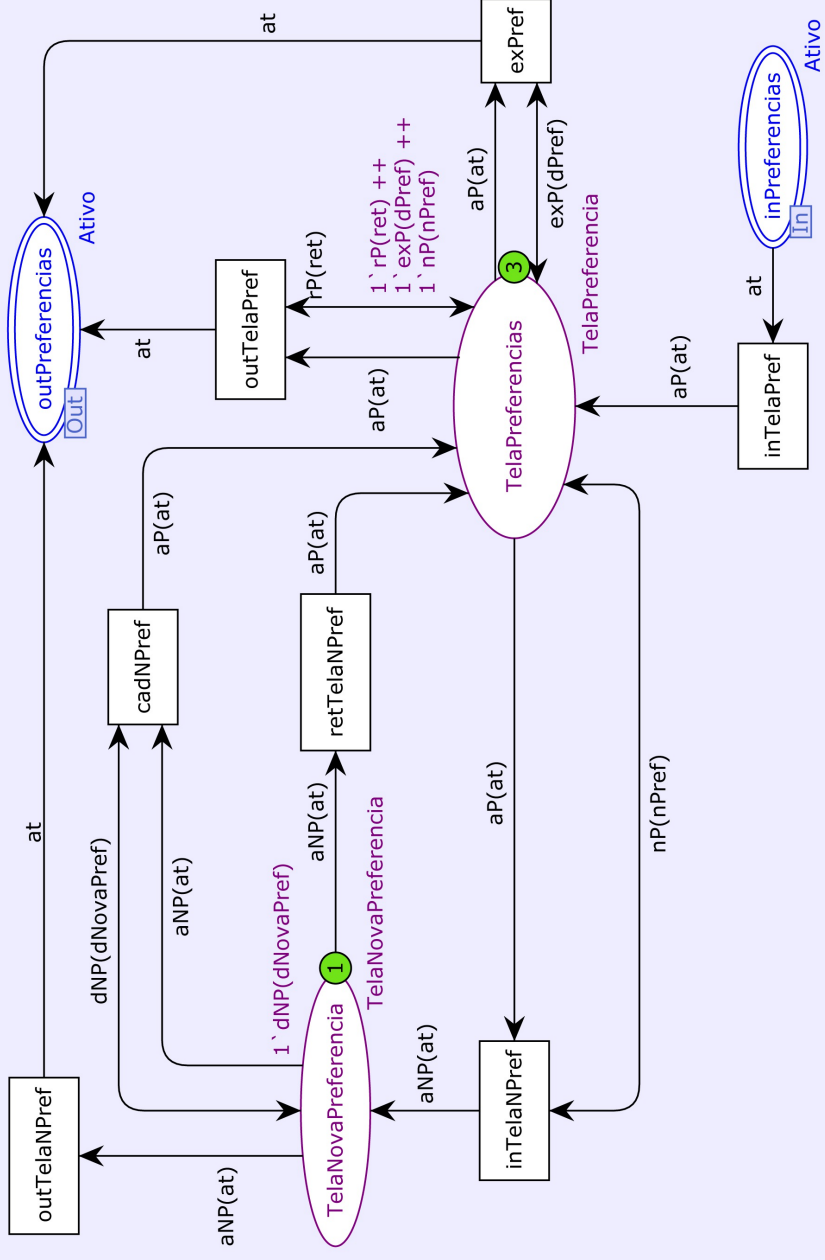 outTelaNPref
at
outPreferencias
Out
Ativo
dNP(dNovaPref)
cadNPref
at
aP(at)
aNP(at)
aNP(at)
outTelaPref
at
1`dNP(dNovaPref)
aNP(at)
aP(at)
rP(ret)
TelaNovaPreferencia
1
retTelaNPref
TelaNovaPreferencia
aP(at)
1`rP(ret) ++
1`exP(dPref) ++
1`nP(nPref)
aNP(at)
aP(at)
aP(at)
inTelaNPref
TelaPreferencias
3
exPref
exP(dPref)
TelaPreferencia
nP(nPref)
aP(at)
at
inTelaPref
inPreferencias
In
Ativo